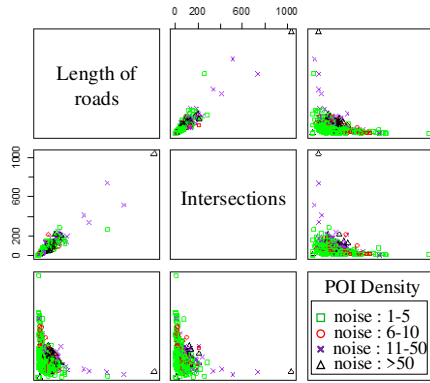 0 200 600 1000
Length of
roads
0 200 600 1000
Intersections
POI Density
noise : 1-5
noise : 6-10
noise : 11-50
noise : >50